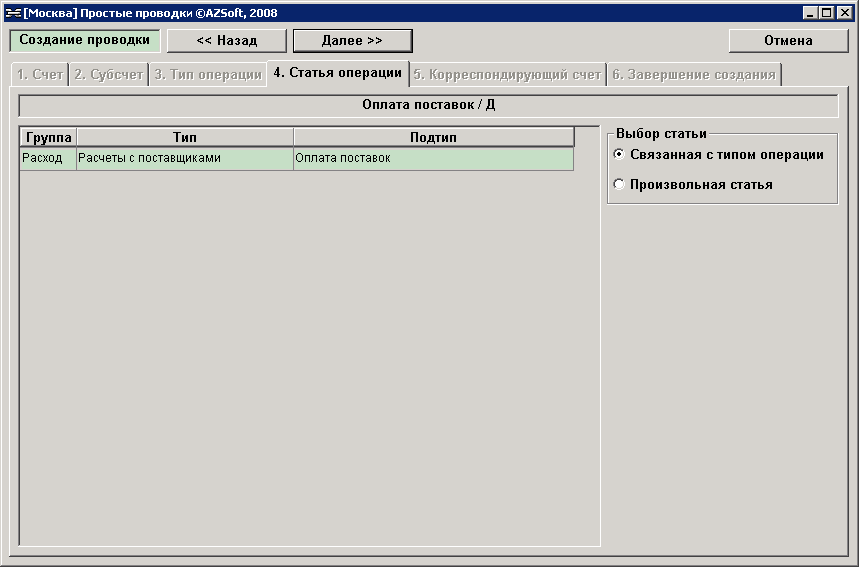 [Москва] Простые проводки ©AZSoft, 2008
Создание проводки << Назад Далее >> Отмена
1. Счет 2. Субсчет 3. Тип операции 4. Статья операции 5. Корреспондирующий счет 6. Завершение создания
Оплата поставок / Д
Группа Тип Подтип
Расход Расчеты с поставщиками Оплата поставок
Выбор статьи
Связанная с типом операции
Произвольная статья